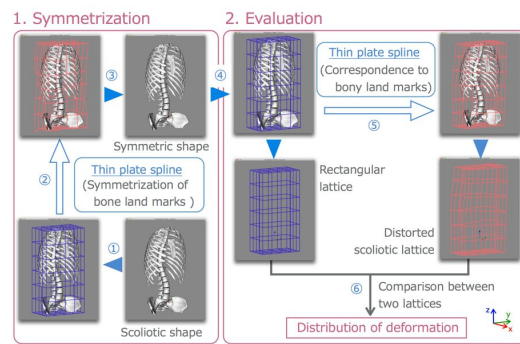 1. Symmetrization
2. Evaluation
③
④
Symmetric shape
②
Thin plate spline
(Symmetrization of
bone land marks )
①
Scoliotic shape
Thin plate spline
(Correspondence to
bony land marks)
⑤
Rectangular
lattice
Distorted
scoliotic lattice
⑥
Comparison between
two lattices
Distribution of deformation
z
y
x